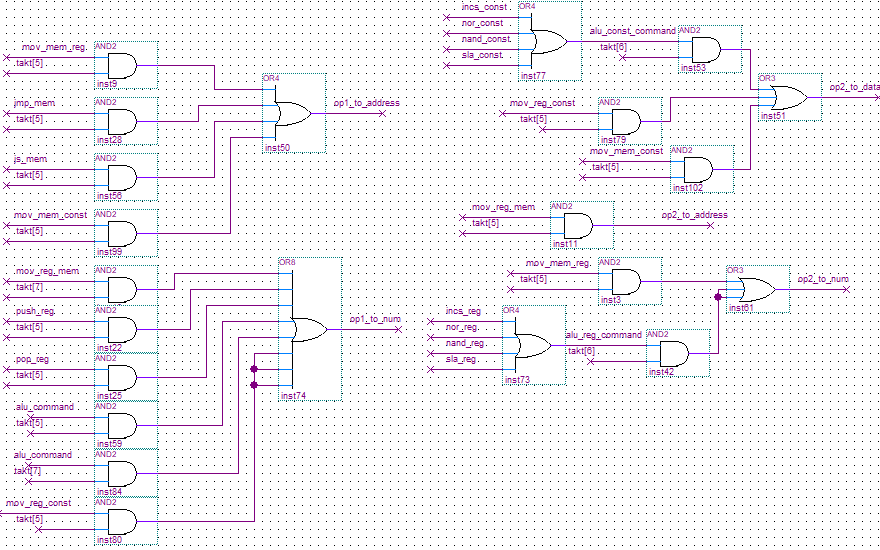 mov_mem_reg
takt[5]
AND2
inst9
jmp_mem
takt[5]
AND2
inst28
js_mem
takt[5]
AND2
inst56
mov_mem_const
takt[5]
AND2
inst99
OR4
inst50
op1_to_address
mov_reg_mem
takt[7]
AND2
push_reg
takt[5]
AND2
inst22
pop_reg
takt[5]
AND2
inst25
alu_command
takt[5]
AND2
inst59
alu_command
takt[7]
AND2
inst84
mov_reg_const
takt[5]
AND2
inst80
OR8
inst74
op1_to_num
incs_const
nor_const
nand_const
sla_const
OR4
inst77
alu_const_command
takt[6]
AND2
inst53
mov_reg_const
takt[5]
AND2
inst79
mov_mem_const
takt[5]
AND2
inst102
OR3
inst51
op2_to_data
mov_reg_mem
takt[5]
AND2
inst11
op2_to_address
mov_mem_reg
takt[5]
AND2
inst3
incs_reg
nor_reg
nand_reg
sla_reg
OR4
inst73
alu_reg_command
takt[6]
AND2
inst42
OR3
inst61
op2_to_num